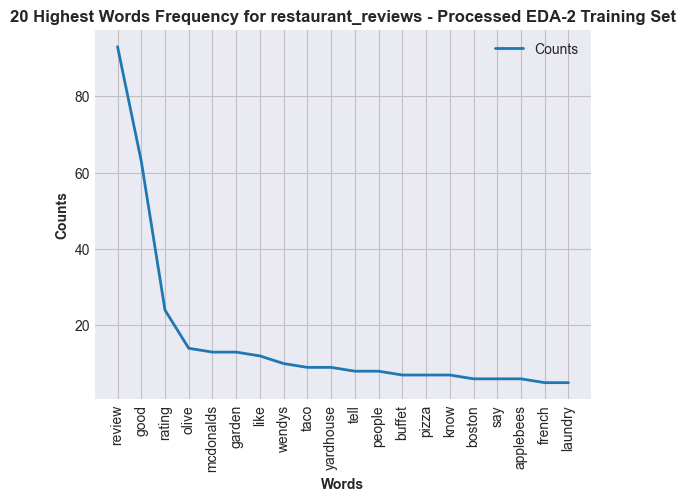 20 Highest Words Frequency for restaurant_reviews - Processed EDA-2 Training Set
Counts
80
60
40
20
Counts
review
good
rating
olive
mcdonalds
garden
like
wendys
taco
yardhouse
tell
people
buffet
pizza
know
boston
say
applebees
french
laundry
Words